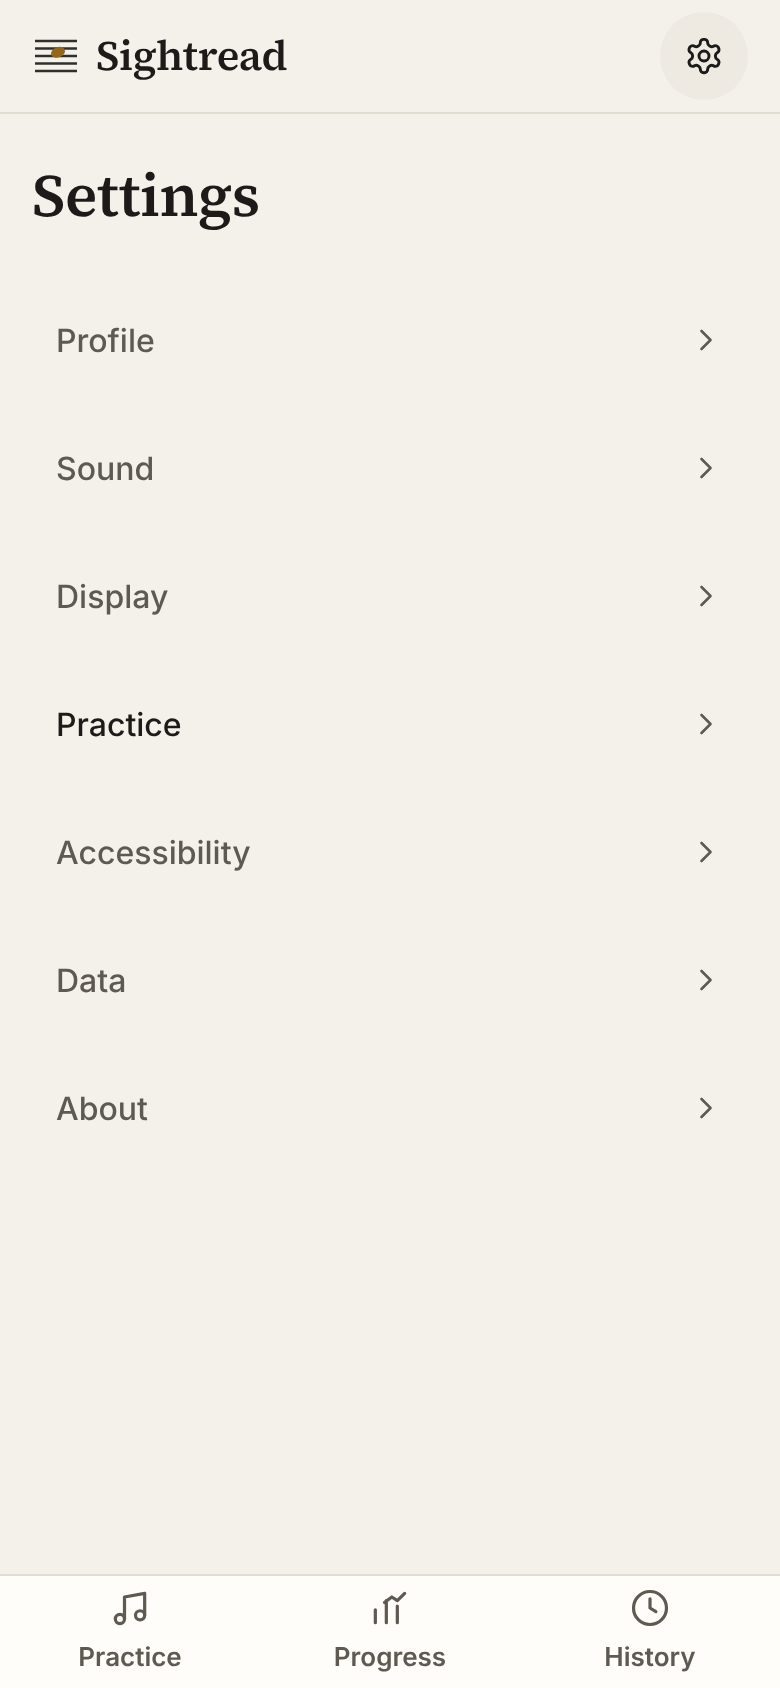 Sightread
Settings
Profile
Sound
Display
Practice
Accessibility
Data
About
Practice
Progress
History